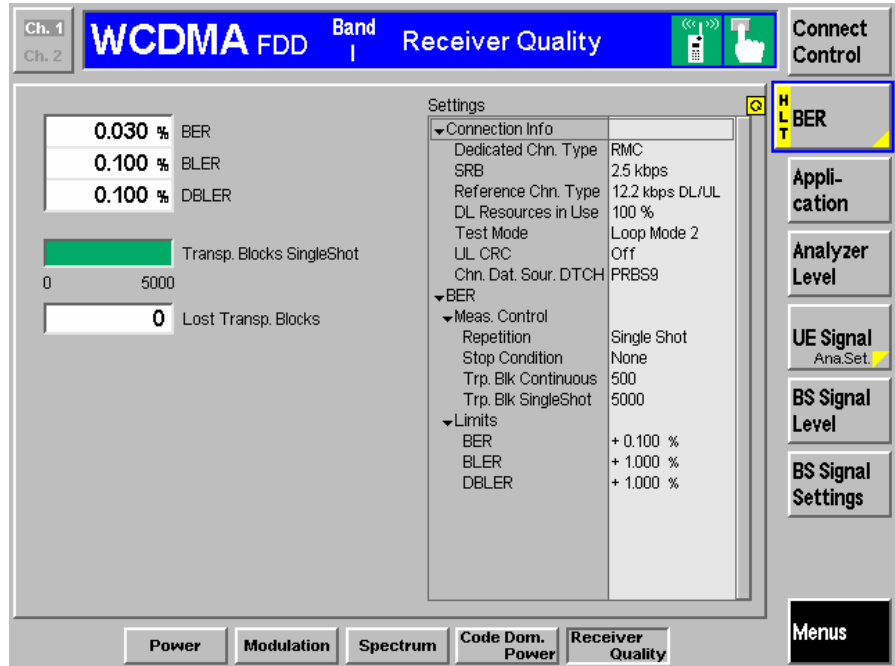 Ch. 1
Ch. 2
WCDMA FDD Band I Receiver Quality
Connect Control
0.030 % BER
0.100 % BLER
0.100 % DBLER
Transp. Blocks SingleShot
0 5000
0 Lost Transp. Blocks
Settings
Connection Info
Dedicated Chn. Type RMC
SRB 2.5 kbps
Reference Chn. Type 12.2 kbps DL/UL
DL Resources in Use 100 %
Test Mode Loop Mode 2
UL CRC Off
Chn. Dat. Sour. DTCH PRBS9
BER
Meas. Control
Repetition Single Shot
Stop Condition None
Trp. Blk Continuous 500
Trp. Blk SingleShot 5000
Limits
BER + 0.100 %
BLER + 1.000 %
DBLER + 1.000 %
HLT BER
Appli-
cation
Analyzer
Level
UE Signal
Ana.Set.
BS Signal
Level
BS Signal
Settings
Menus
Power
Modulation
Spectrum
Code Dom.
Power
Receiver
Quality